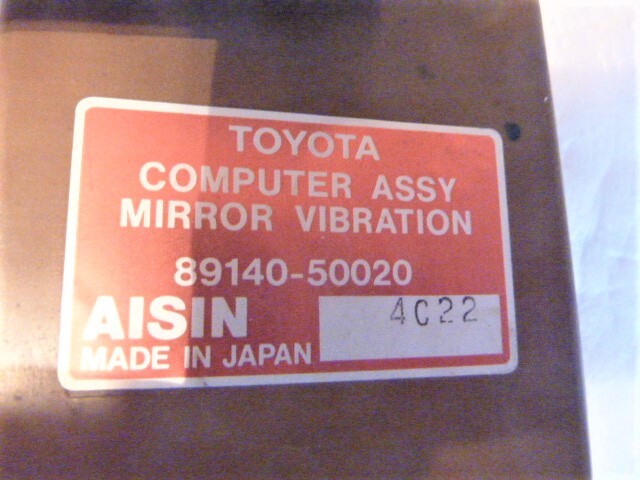 TOYOTA
COMPUTER ASSY
MIRROR VIBRATION
89140-50020
AISIN 4C22
MADE IN JAPAN